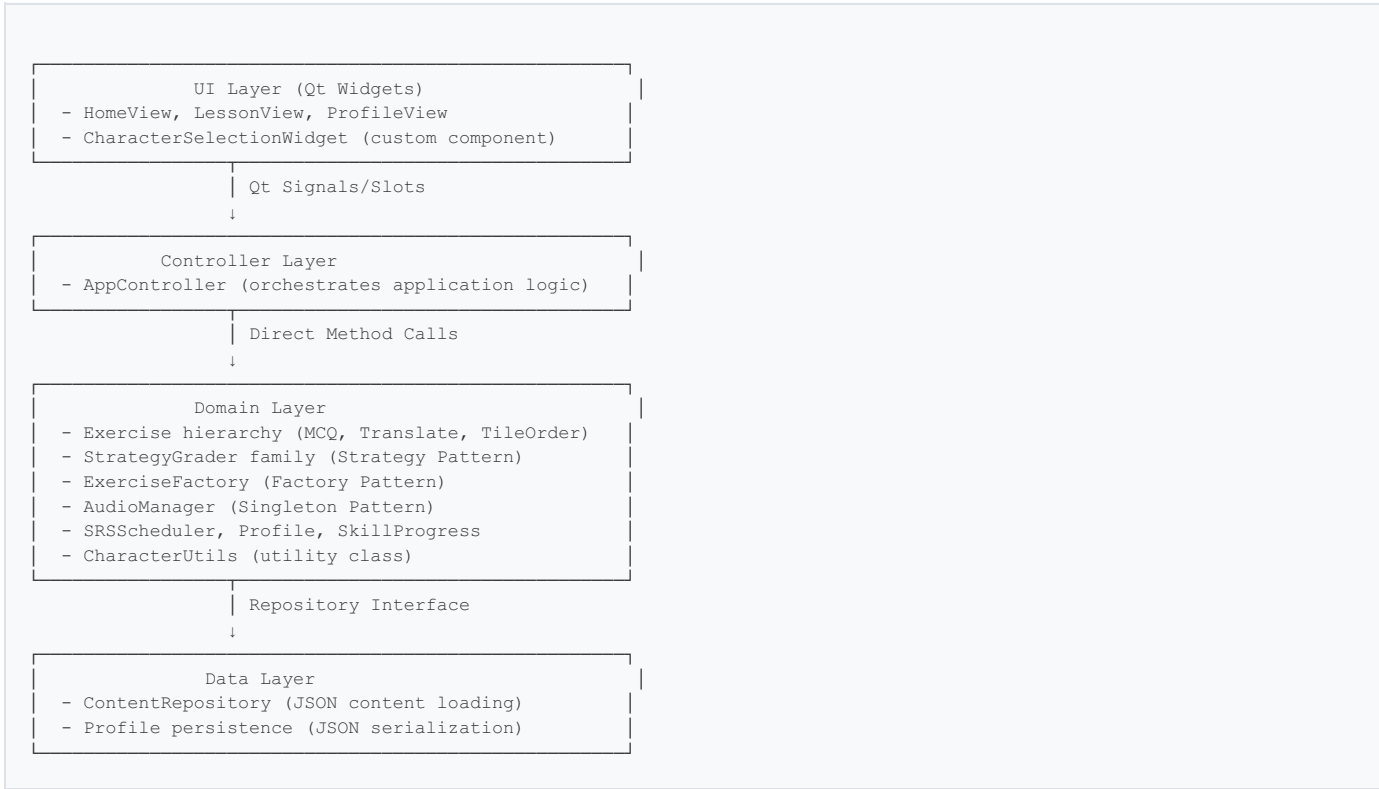 UI Layer (Qt Widgets)
- HomeView, LessonView, ProfileView
- CharacterSelectionWidget (custom component)
Qt Signals/Slots
↓
Controller Layer
- AppController (orchestrates application logic)
Direct Method Calls
↓
Domain Layer
- Exercise hierarchy (MCQ, Translate, TileOrder)
- StrategyGrader family (Strategy Pattern)
- ExerciseFactory (Factory Pattern)
- AudioManager (Singleton Pattern)
- SRSScheduler, Profile, SkillProgress
- CharacterUtils (utility class)
Repository Interface
↓
Data Layer
- ContentRepository (JSON content loading)
- Profile persistence (JSON serialization)